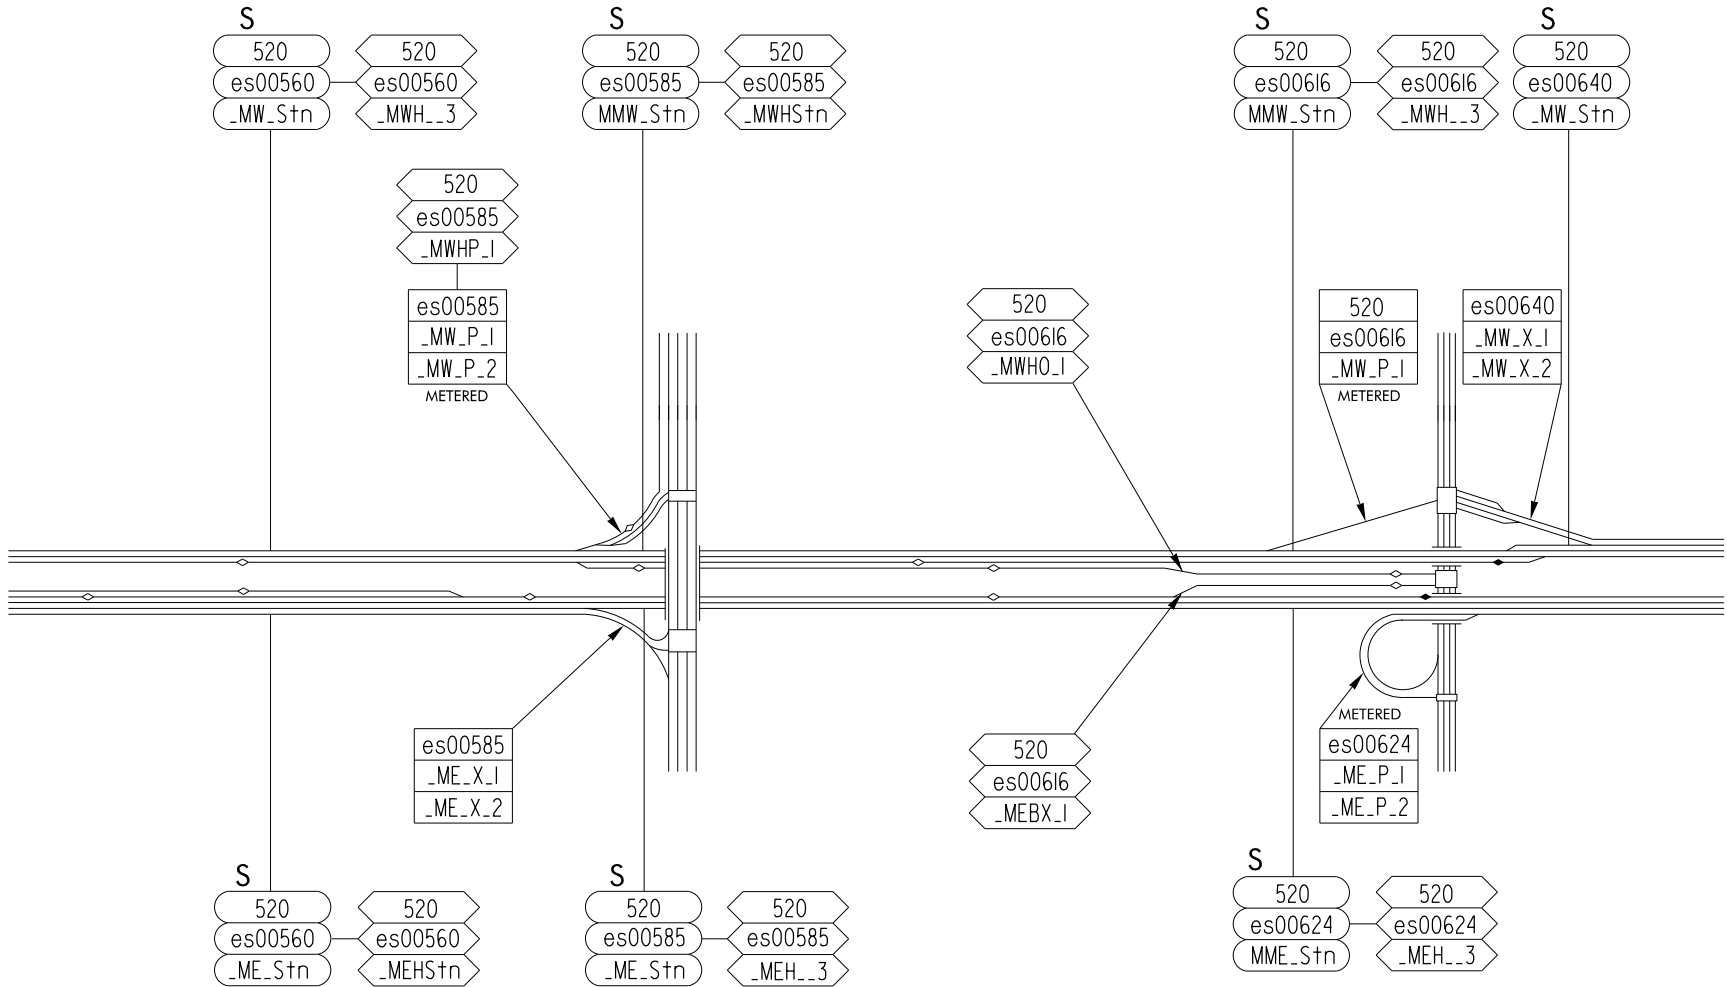 S
520
es00560
_MW_Stn
520
es00560
_MWH__3
S
520
es00585
MMW_Stn
520
es00585
_MWHStn
S
520
es00616
MMW_Stn
520
es00616
_MWH__3
S
520
es00640
_MW_Stn
520
es00585
_MWHP_1
es00585
_MW_P_1
_MW_P_2
METERED
520
es00616
_MWHO_1
520
es00616
_MW_P_1
METERED
es00640
_MW_X_1
_MW_X_2
es00585
_ME_X_1
_ME_X_2
520
es00616
_MEBX_1
METERED
es00624
_ME_P_1
_ME_P_2
S
520
es00560
_ME_Stn
520
es00560
_MEHStn
S
520
es00585
_ME_Stn
520
es00585
_MEH__3
S
520
es00624
MME_Stn
520
es00624
_MEH__3